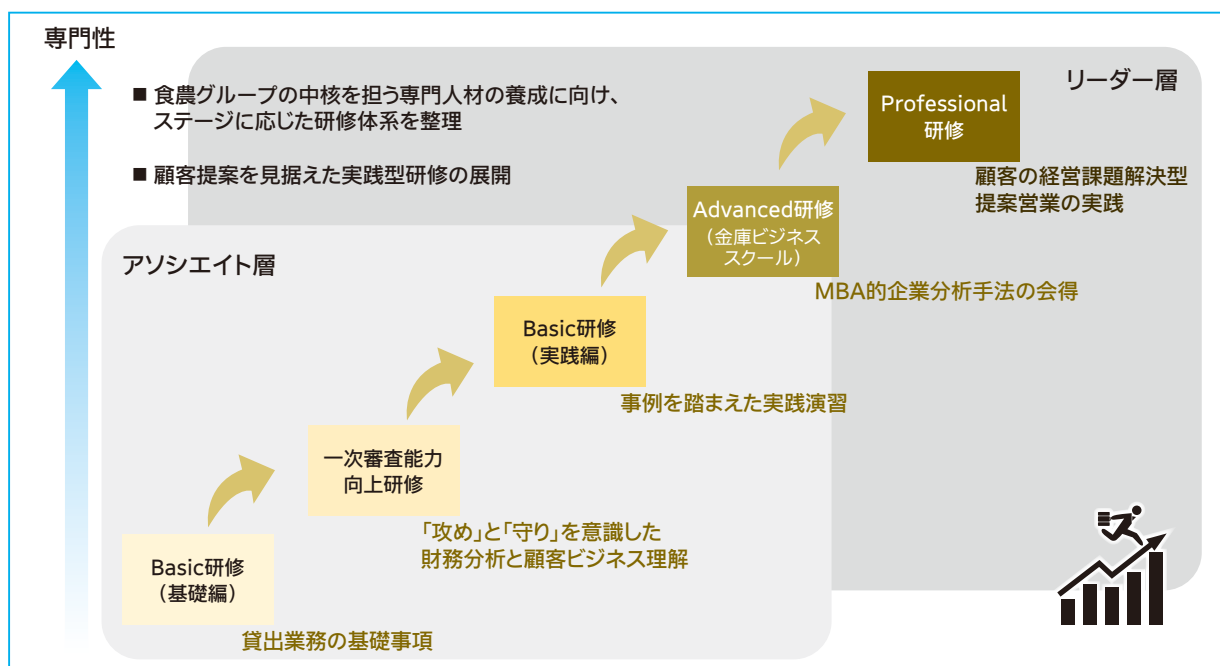 専門性
リーダー層
■ 食農グループの中核を担う専門人材の養成に向け、
ステージに応じた研修体系を整理
■ 顧客提案を見据えた実践型研修の展開
Professional
研修
顧客の経営課題解決型
提案営業の実践
Advanced研修
（金庫ビジネス
スクール）
MBA的企業分析手法の会得
アソシエイト層
Basic研修
（実践編）
事例を踏まえた実践演習
一次審査能力
向上研修
「攻め」と「守り」を意識した
財務分析と顧客ビジネス理解
Basic研修
（基礎編）
貸出業務の基礎事項